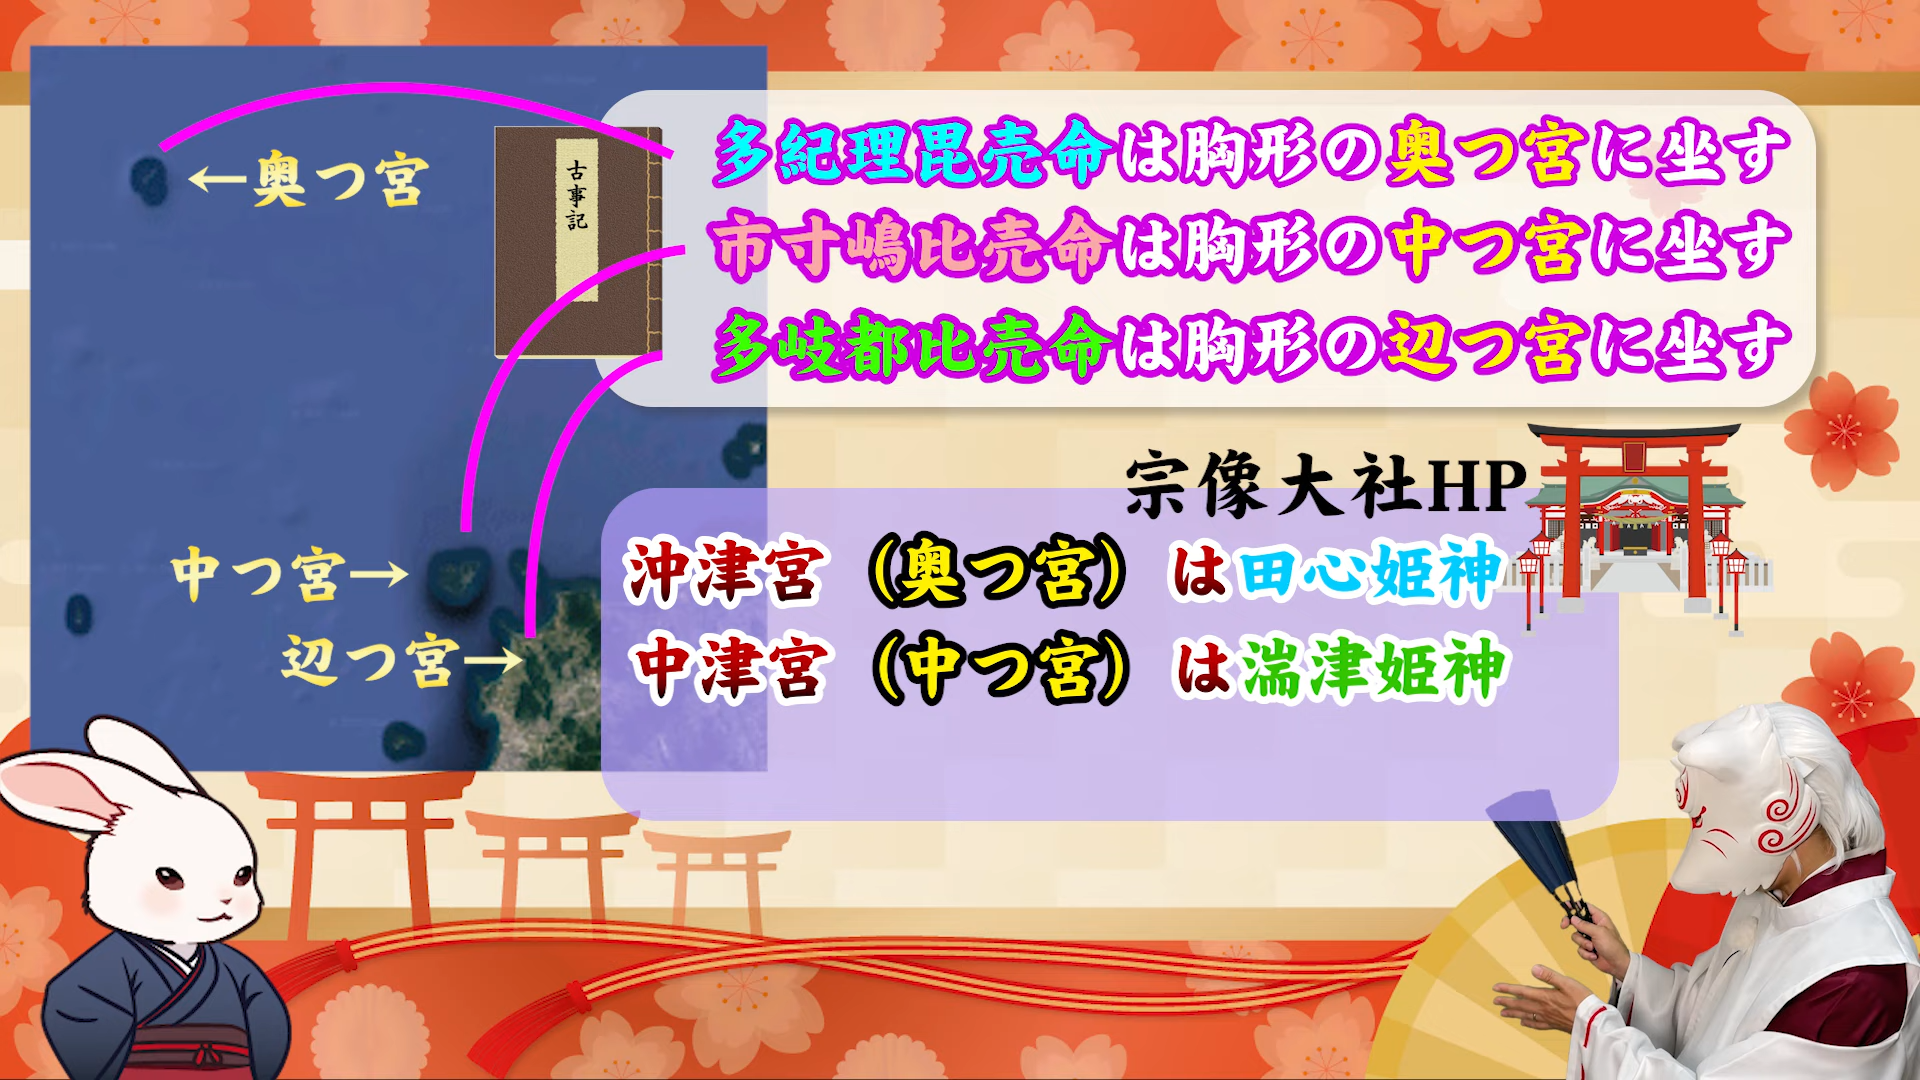 ←奥つ宮
古事記
多紀理毘売命は胸形の奥つ宮に坐す
市寸嶋比売命は胸形の中つ宮に坐す
多岐都比売命は胸形の辺つ宮に坐す
中つ宮→
辺つ宮→
宗像大社HP
沖津宮（奥つ宮）は田心姫神
中津宮（中つ宮）は湍津姫神